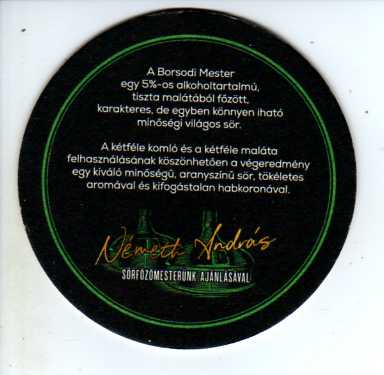 A Borsodi Mester
egy 5%-os alkoholtartalmú,
tiszta malátából főzött,
karakteres, de egyben könnyen iható
minőségi világos sör.
A kétféle komló és a kétféle maláta
felhasználásának köszönhetően a végeredmény
egy kiváló minőségű, aranyszínű sör, tökéletes
aromával és kifogástalan habkoronával.
Németh András
SÖRFŐZŐMESTERÜNK AJÁNLÁSÁVAL